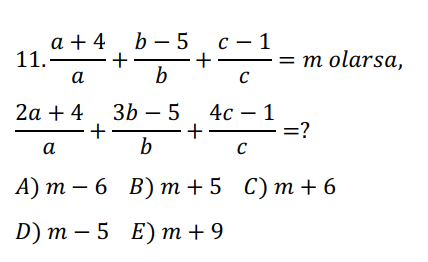 11. (a + 4)/a + (b − 5)/b + (c − 1)/c = m olarsa,
(2a + 4)/a + (3b − 5)/b + (4c − 1)/c =?
A) m − 6 B) m + 5 C) m + 6
D) m − 5 E) m + 9